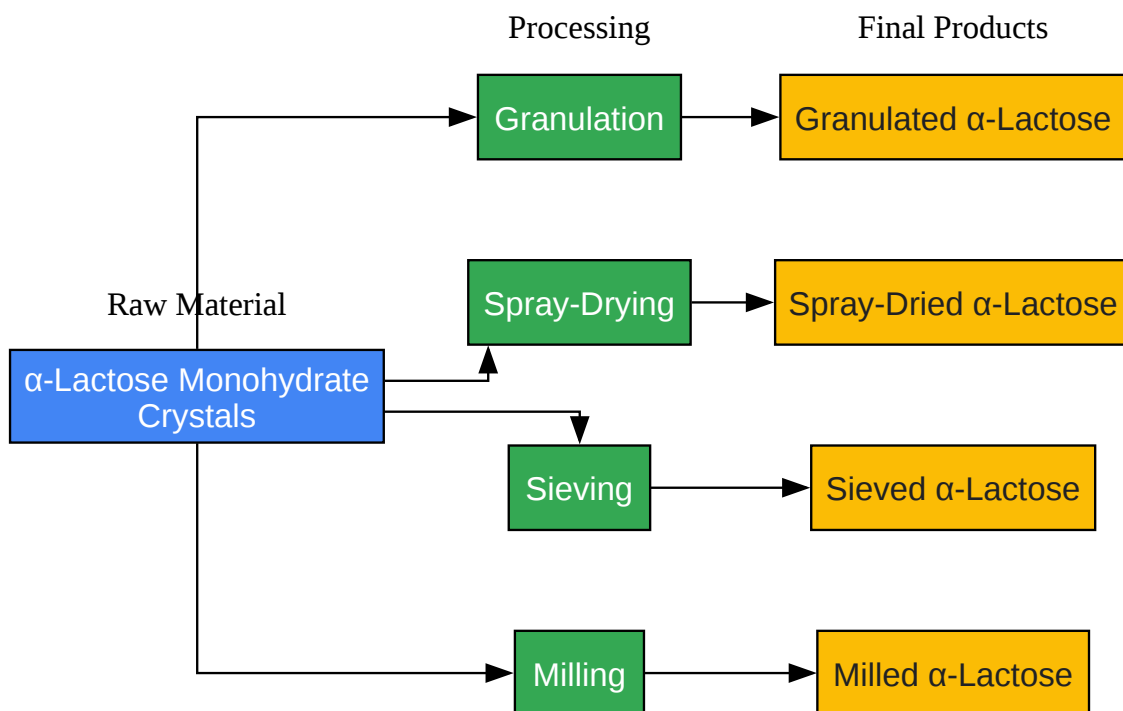 Processing
Final Products
Granulation
Granulated α-Lactose
Raw Material
Spray-Drying
Spray-Dried α-Lactose
α-Lactose Monohydrate
Crystals
Sieving
Sieved α-Lactose
Milling
Milled α-Lactose